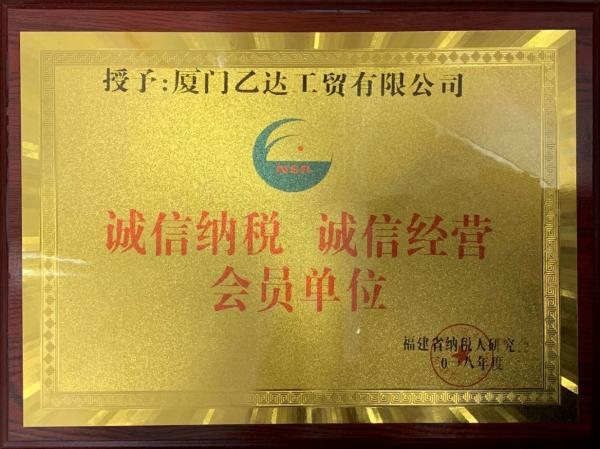 授予:厦门乙达工贸有限公司
NSR
诚信纳税 诚信经营
会员单位
福建省纳税人研究会
0一八年度